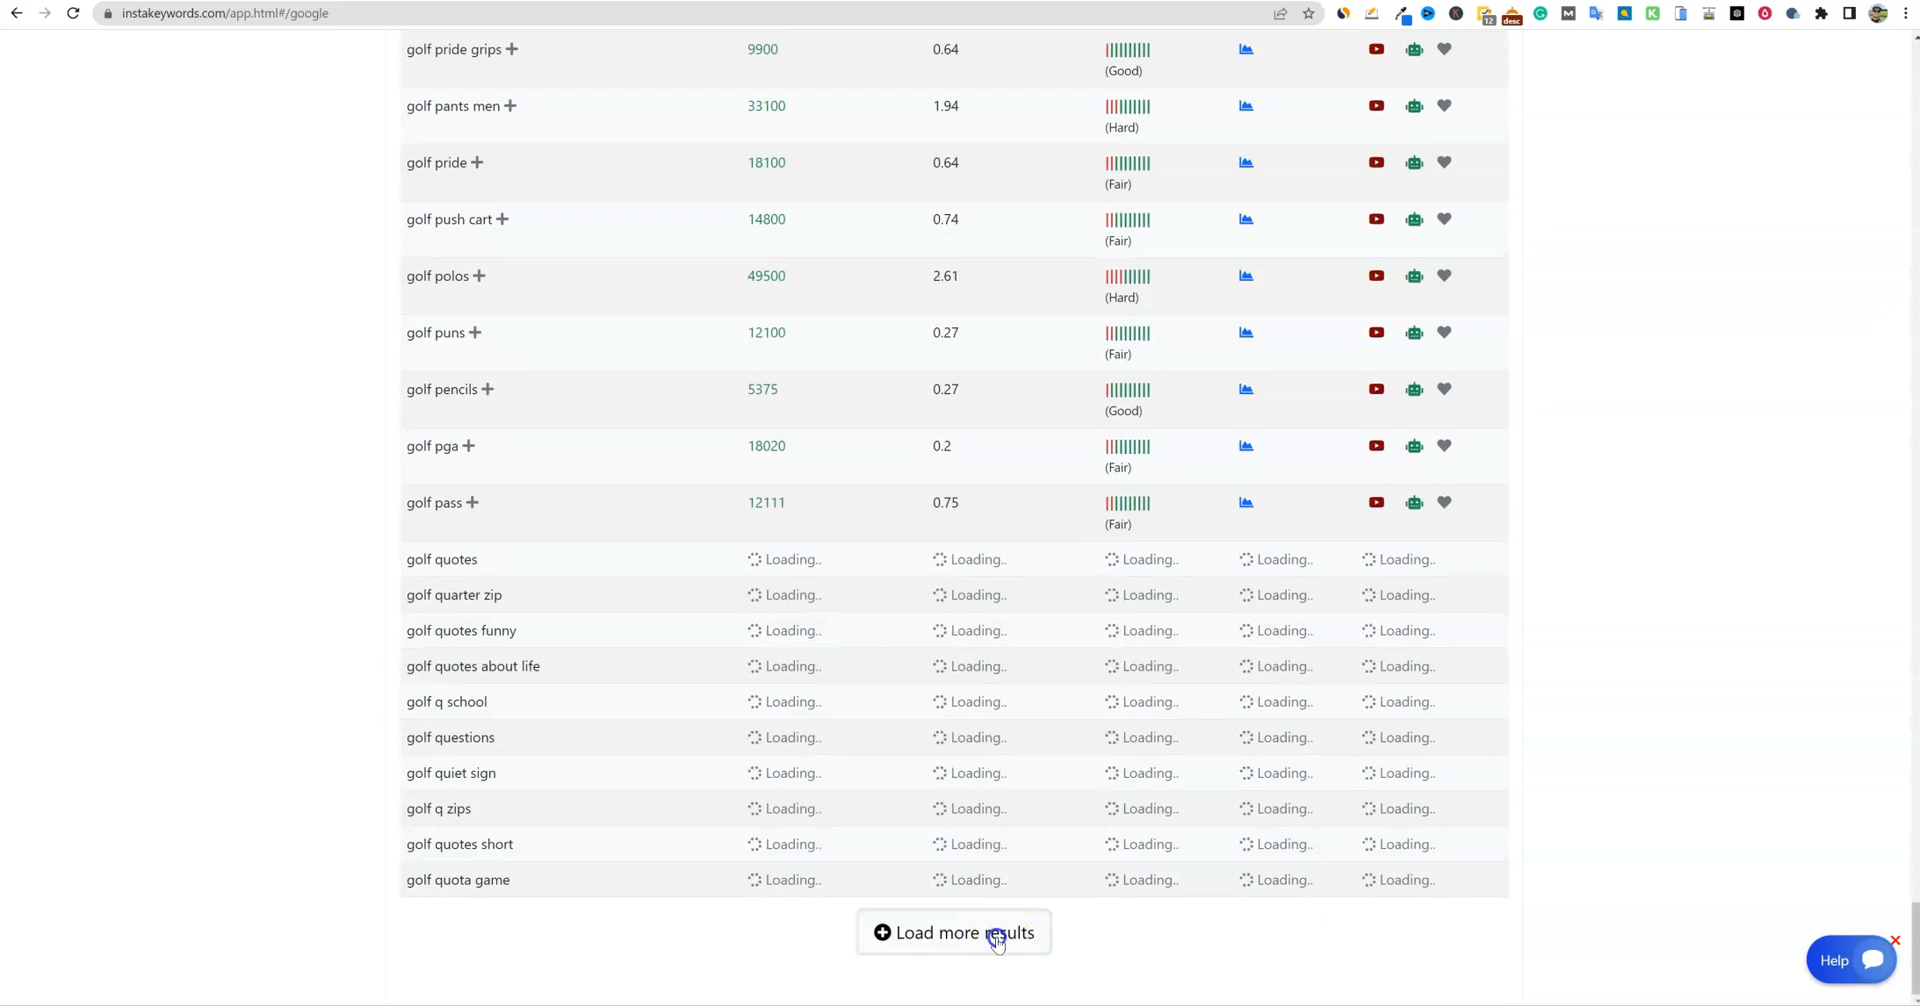 instakeywords.com/app.html#/google
12
desc
golf pride grips 9900 0.64
(Good)
golf pants men 33100 1.94
(Hard)
golf pride 18100 0.64
(Fair)
golf push cart 14800 0.74
(Fair)
golf polos 49500 2.61
(Hard)
golf puns 12100 0.27
(Fair)
golf pencils 5375 0.27
(Good)
golf pga 18020 0.2
(Fair)
golf pass 12111 0.75
(Fair)
golf quotes Loading.. Loading.. Loading.. Loading.. Loading..
golf quarter zip Loading.. Loading.. Loading.. Loading.. Loading..
golf quotes funny Loading.. Loading.. Loading.. Loading.. Loading..
golf quotes about life Loading.. Loading.. Loading.. Loading.. Loading..
golf q school Loading.. Loading.. Loading.. Loading.. Loading..
golf questions Loading.. Loading.. Loading.. Loading.. Loading..
golf quiet sign Loading.. Loading.. Loading.. Loading.. Loading..
golf q zips Loading.. Loading.. Loading.. Loading.. Loading..
golf quotes short Loading.. Loading.. Loading.. Loading.. Loading..
golf quota game Loading.. Loading.. Loading.. Loading.. Loading..
Load more results
Help